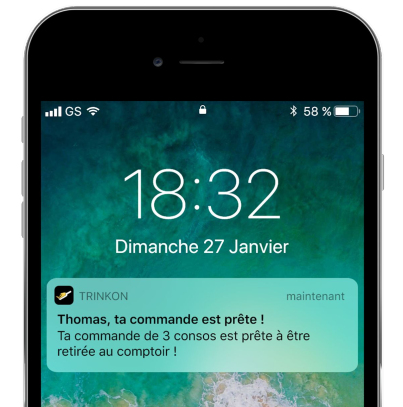 GS 58 %
18:32
Dimanche 27 Janvier
TRINKON maintenant
Thomas, ta commande est prête !
Ta commande de 3 consos est prête à être
retirée au comptoir !